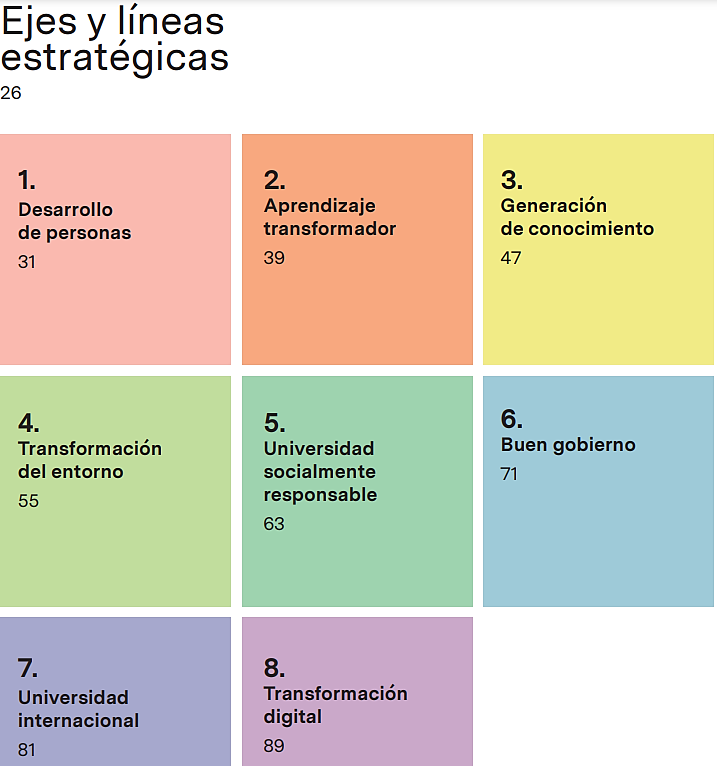 Ejes y líneas
estratégicas
26
1.
Desarrollo
de personas
31
2.
Aprendizaje
transformador
39
3.
Generación
de conocimiento
47
4.
Transformación
del entorno
55
5.
Universidad
socialmente
responsable
63
6.
Buen gobierno
71
7.
Universidad
internacional
81
8.
Transformación
digital
89